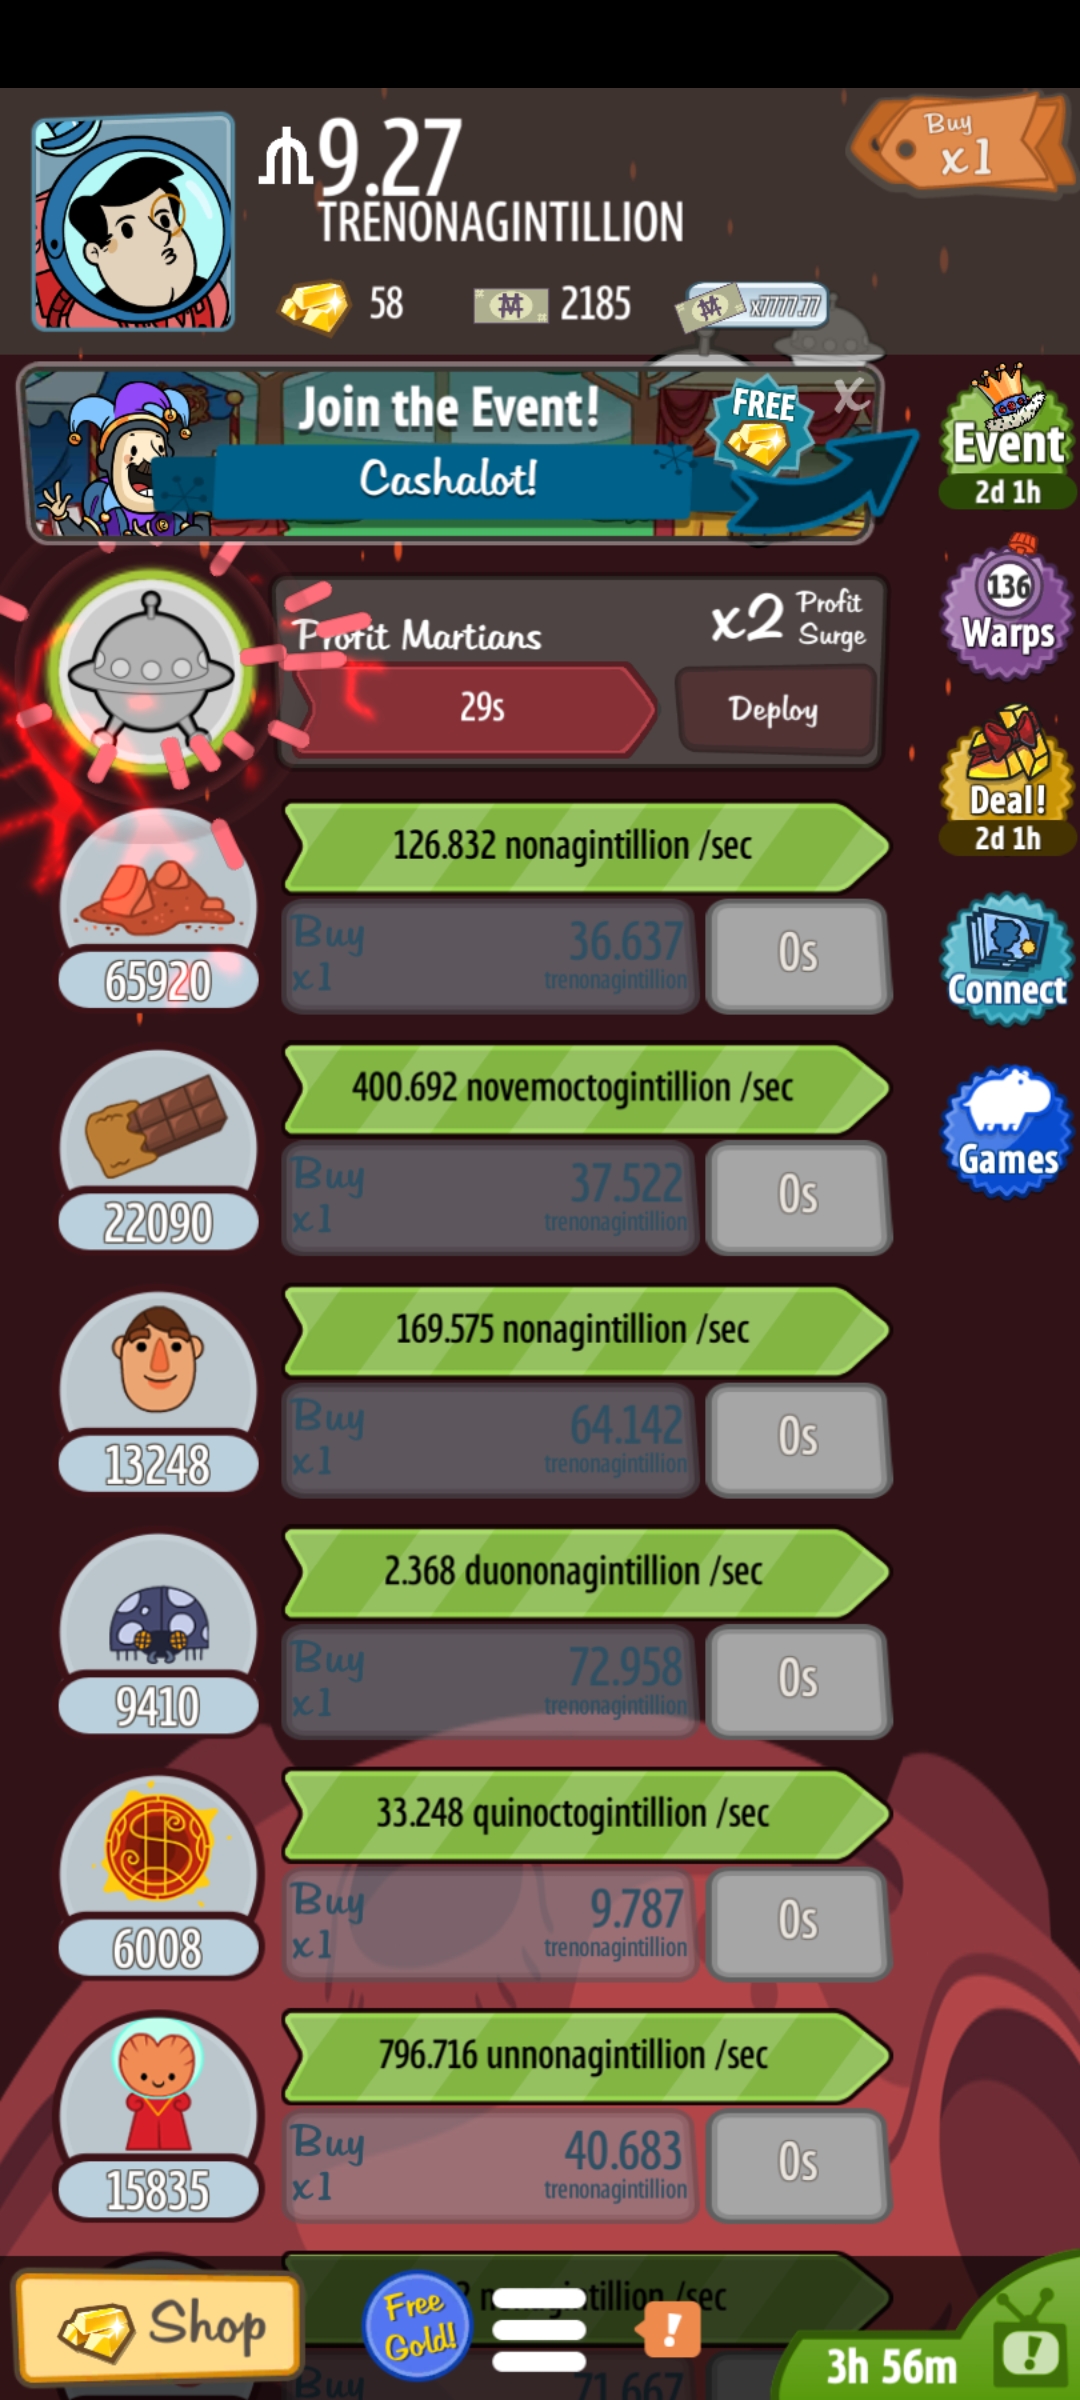 9.27
TRENONAGINTILLION
Buy
x1
58
2185
x7777.77
Join the Event!
FREE
X
Cashalot!
Event
2d 1h
Profit Martians
x2 Profit
Surge
29s
Deploy
136
Warps
Deal!
2d 1h
126.832 nonagintillion /sec
Buy
x1
36.637
trenonagintillion
0s
65920
Connect
400.692 novemoctogintillion /sec
Buy
x1
37.522
trenonagintillion
0s
22090
Games
169.575 nonagintillion /sec
Buy
x1
64.142
trenonagintillion
0s
13248
2.368 duononagintillion /sec
Buy
x1
72.958
trenonagintillion
0s
9410
33.248 quinoctogintillion /sec
Buy
x1
9.787
trenonagintillion
0s
6008
796.716 unnonagintillion /sec
Buy
x1
40.683
trenonagintillion
0s
15835
/sec
Shop
Free
Gold!
!
3h 56m
!
Buy
71.667